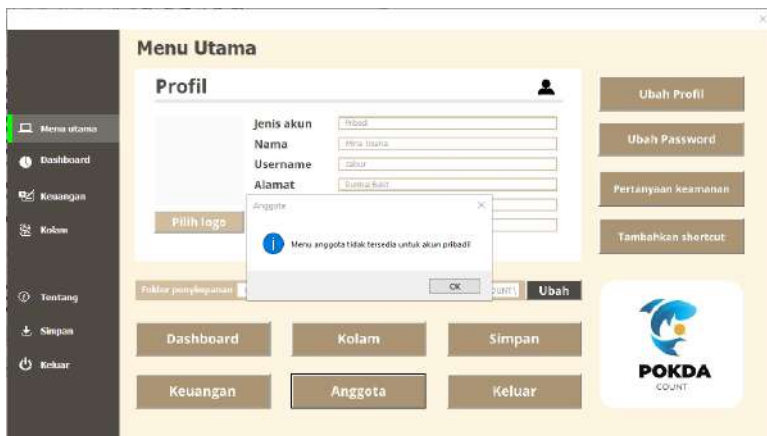 Menu Utama
Profil
Ubah Profil
Menu utama
Jenis akun
Pribadi
Nama
Ubah Password
Dashboard
Username
Alamat
Keuangan
Anggota
Pertanyaan keamanan
Pilih logo
Kolam
Menu anggota tidak tersedia untuk akun pribadi!
Tambahkan shortcut
OK
Tentang
Folder penyimpanan
COUNT\
Ubah
Simpan
Dashboard
Kolam
Simpan
Keluar
POKDA
COUNT
Keuangan
Anggota
Keluar